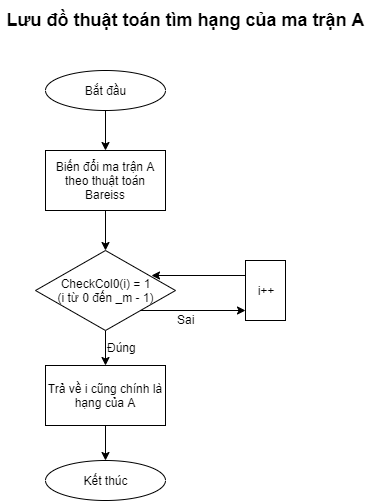 Lưu đồ thuật toán tìm hạng của ma trận A
Bắt đầu
Biến đổi ma trận A
theo thuật toán
Bareiss
CheckCol0(i) = 1
(i từ 0 đến _m - 1)
i++
Sai
Đúng
Trả về i cũng chính là
hạng của A
Kết thúc